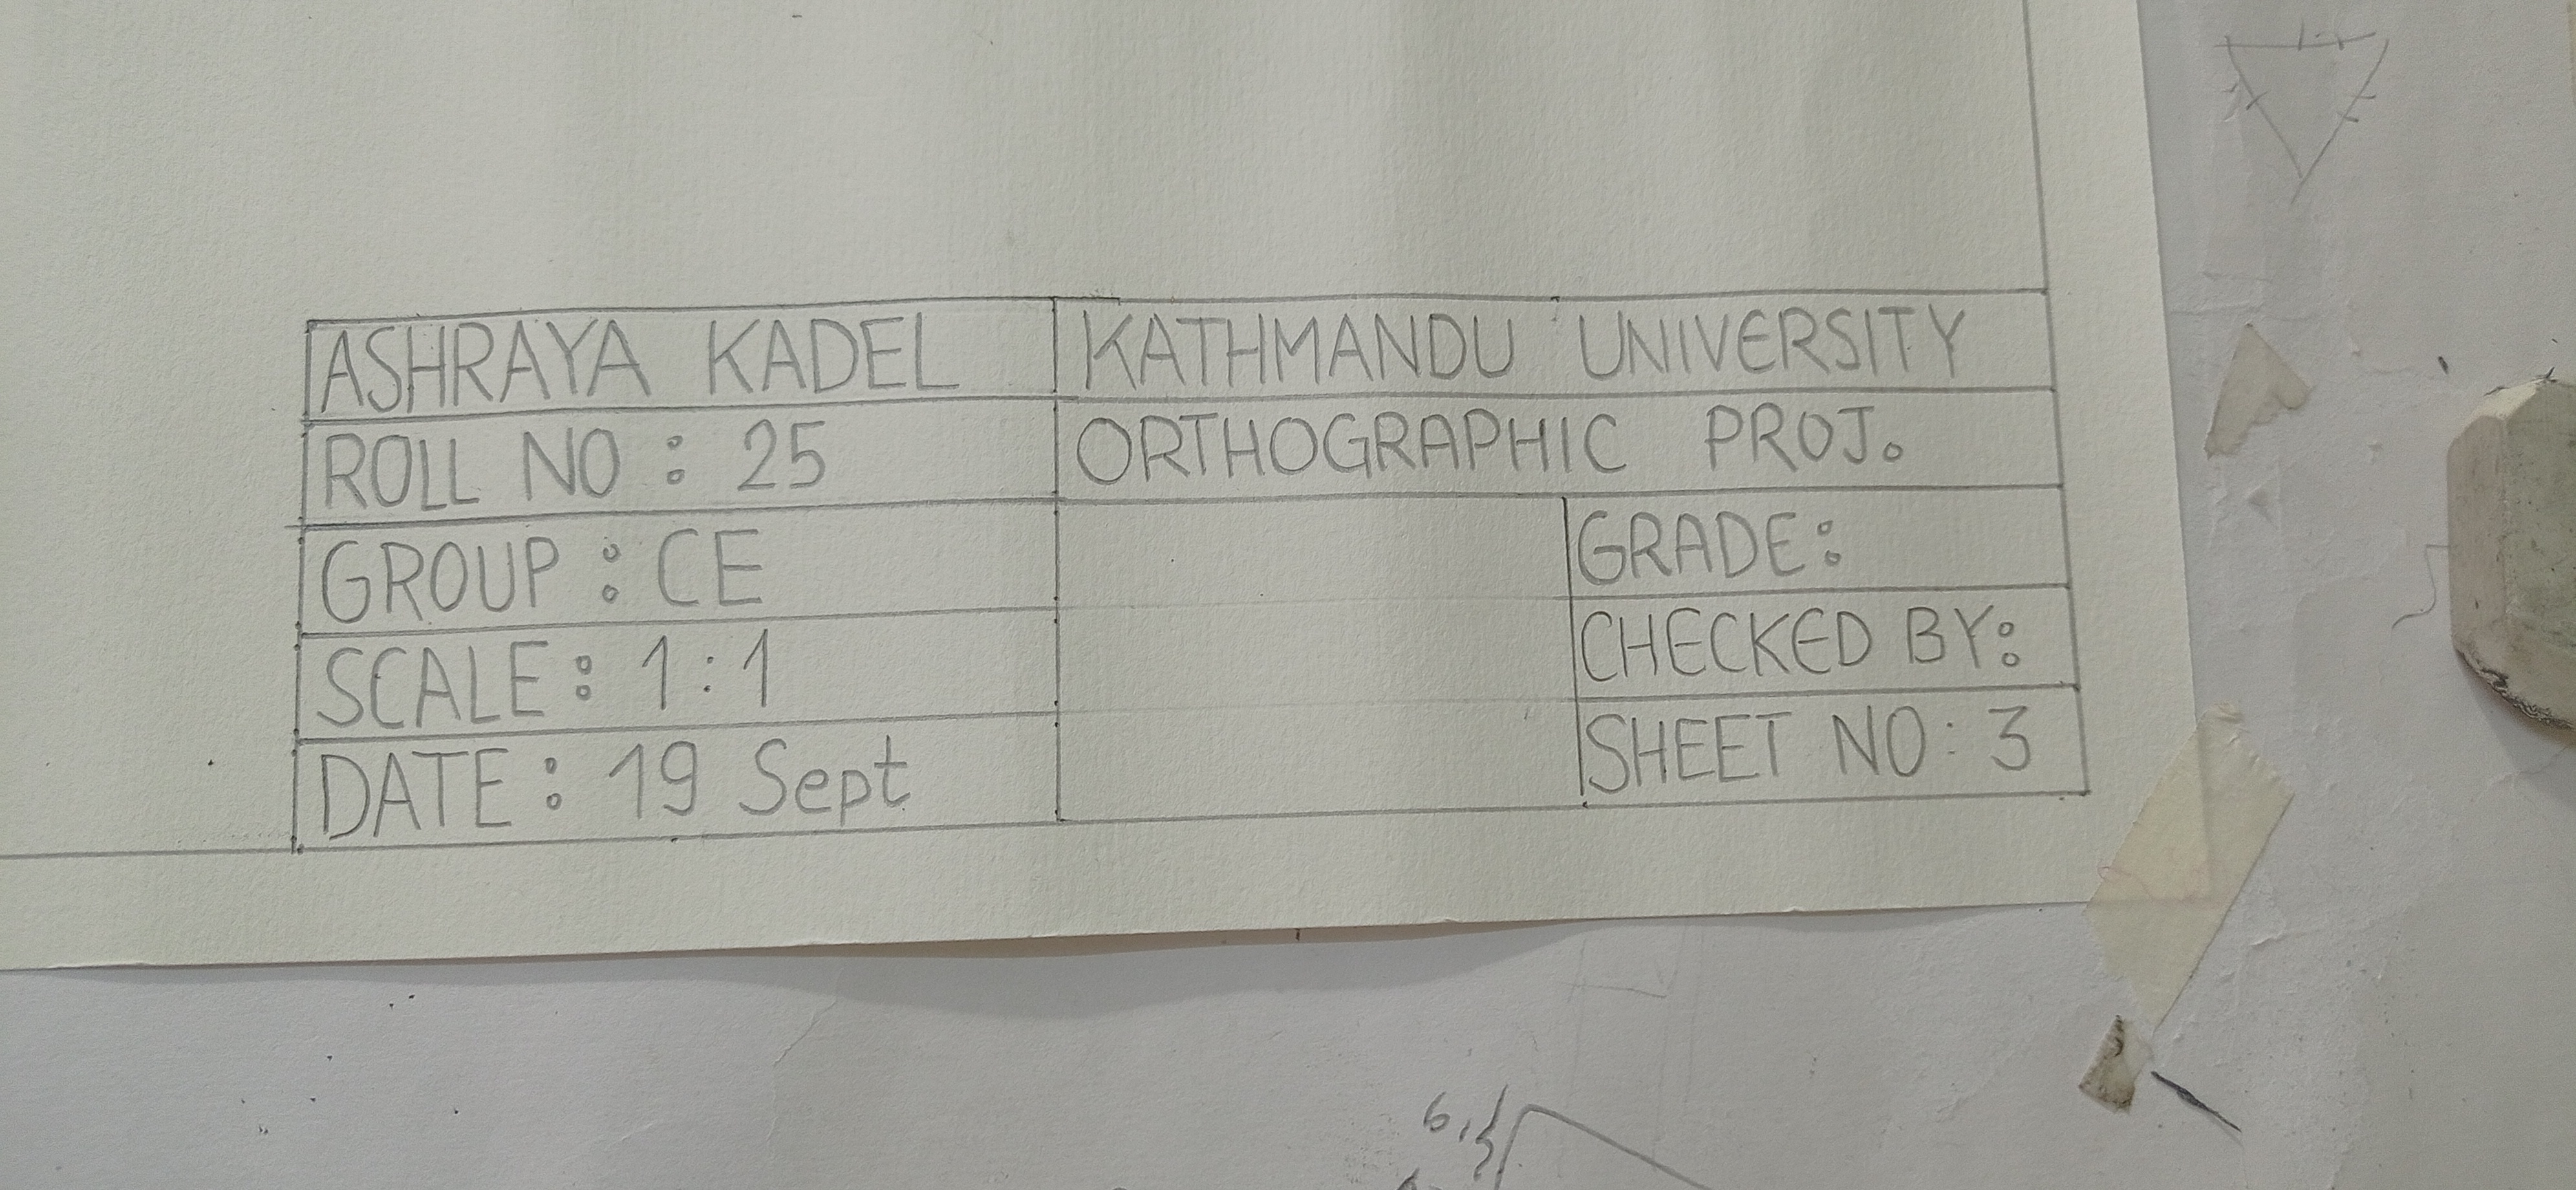 ASHRAYA KADEL
KATHMANDU UNIVERSITY
ROLL NO : 25
ORTHOGRAPHIC PROJ.
GROUP : CE
GRADE:
SCALE: 1:1
CHECKED BY:
DATE: 19 Sept
SHEET NO: 3
6,